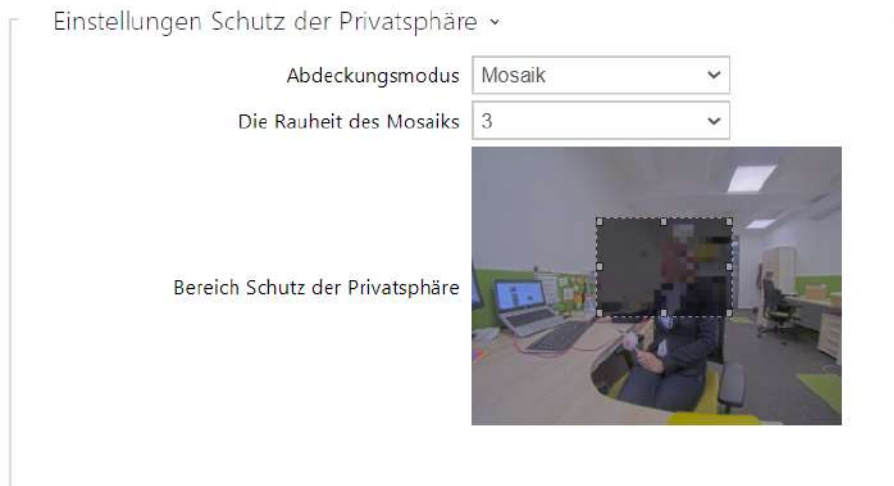 Einstellungen Schutz der Privatsphäre
Abdeckungsmodus Mosaik
Die Rauheit des Mosaiks 3
Bereich Schutz der Privatsphäre